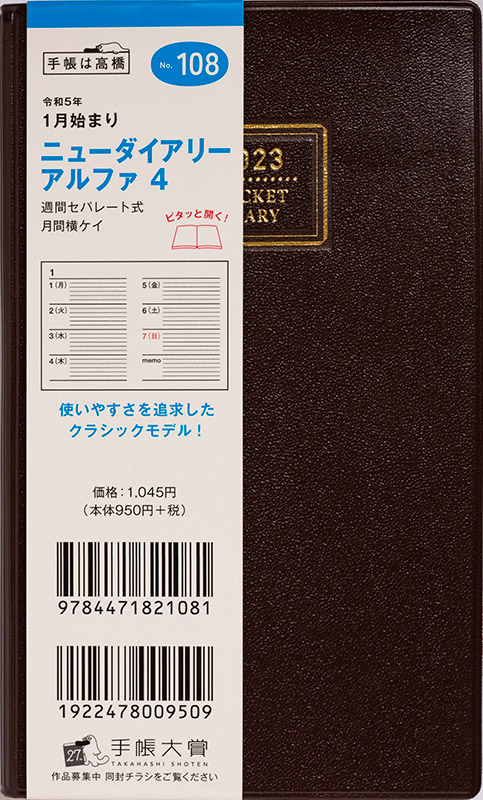 手帳は高橋
No. 108
令和5年
1月始まり
ニューダイアリー
アルファ 4
週間セパレート式
月間横ケイ
ピタッと開く!
1
1(月)
5(金)
2(火)
6(土)
3(水)
7(日)
4(木)
memo
使いやすさを追求した
クラシックモデル!
価格:1,045円
(本体950円+税)
9784471821081
1922478009509
27th
手帳大賞
TAKAHASHI SHOTEN
作品募集中 同封チラシをご覧ください
023
CKET
ARY